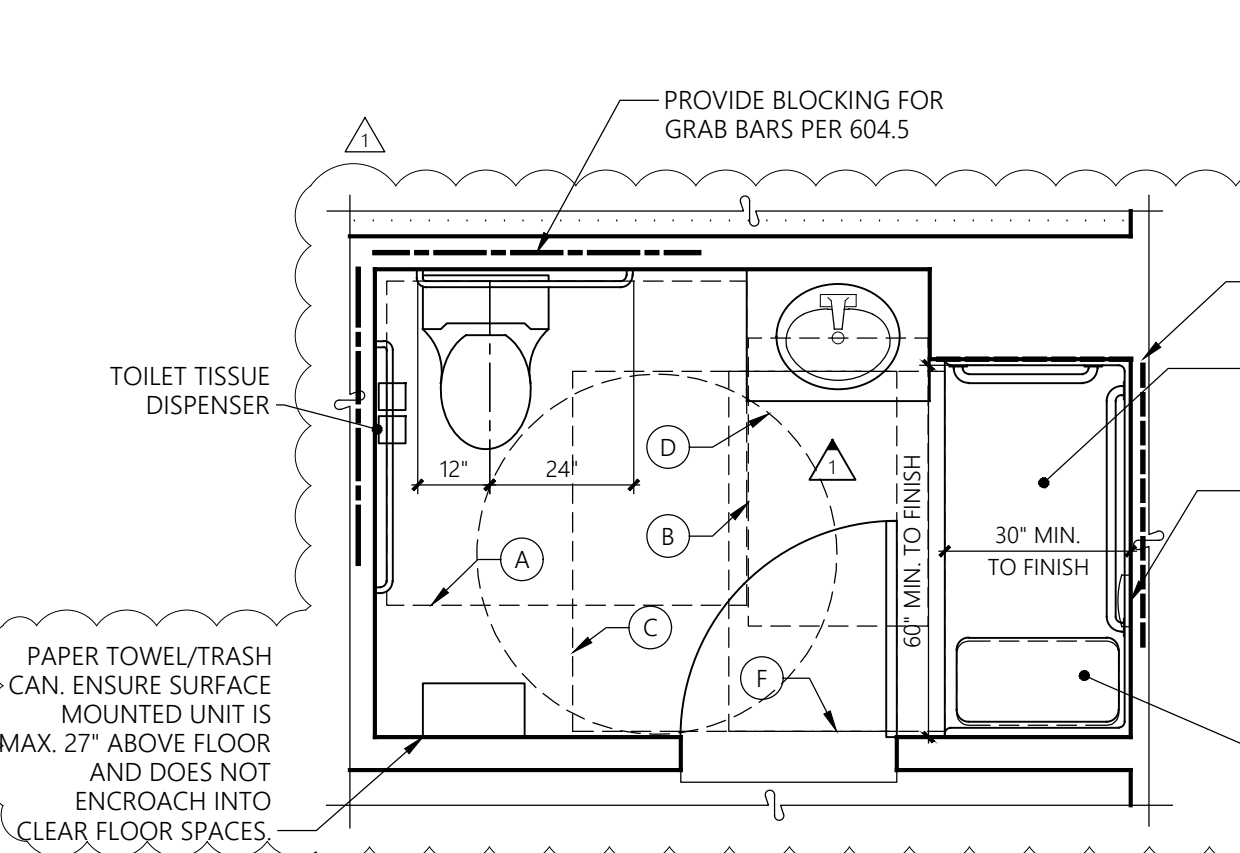 PROVIDE BLOCKING FOR
GRAB BARS PER 604.5
1
TOILET TISSUE
DISPENSER
12"
24"
D
1
B
A
C
F
60" MIN. TO FINISH
30" MIN.
TO FINISH
PAPER TOWEL/TRASH
CAN. ENSURE SURFACE
MOUNTED UNIT IS
MAX. 27" ABOVE FLOOR
AND DOES NOT
ENCROACH INTO
CLEAR FLOOR SPACES.